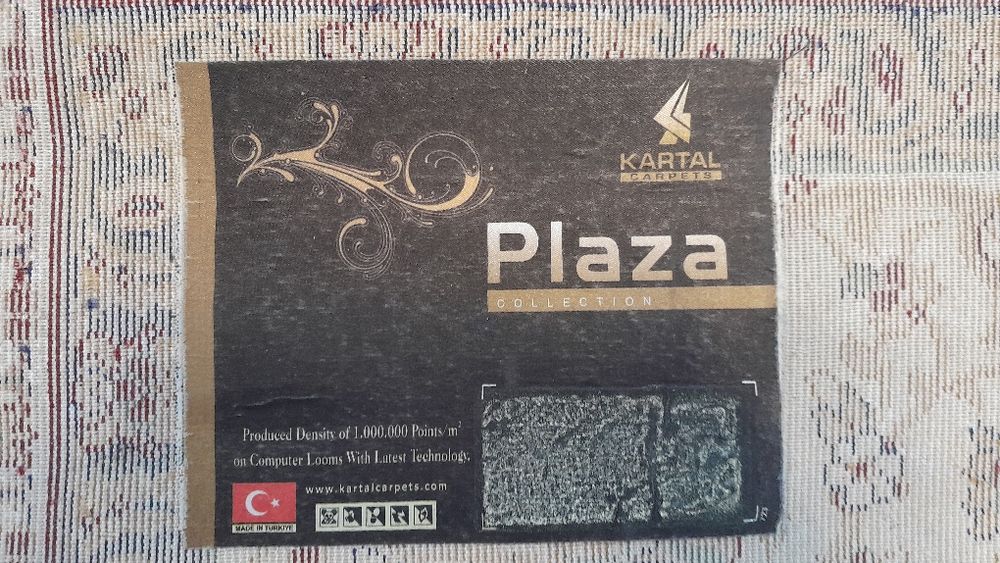 KARTAL
CARPETS
Plaza
COLLECTION
Produced Density of 1.000.000 Points/m²
on Computer Looms With Latest Technology.
www.kartalcarpets.com
MADE IN TURKIYE